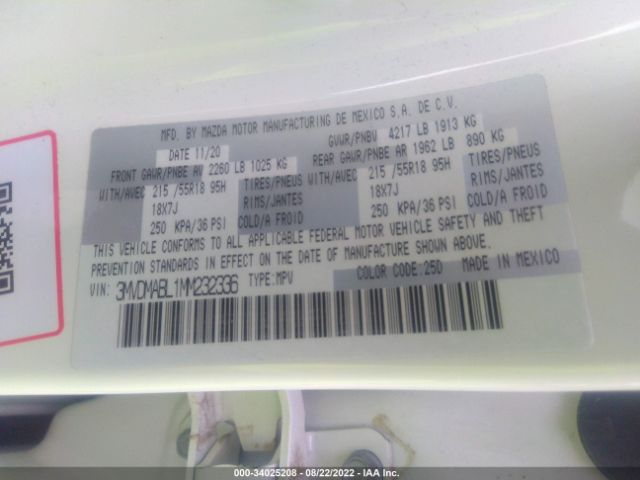 MFD. BY MAZDA MOTOR MANUFACTURING DE MEXICO S.A. DE C.V.
DATE 11/20 GVWR/PNBV 4217 LB 1913 KG
FRONT GAWR/PNBE AV 2260 LB 1025 KG REAR GAWR/PNBE AR 1962 LB 890 KG
WITH/AVEC 215 /55R18 95H TIRES/PNEUS WITH/AVEC 215 /55R18 95H TIRES/PNEUS
18X7J RIMS/JANTES 18X7J RIMS/JANTES
250 KPA/36 PSI COLD/A FROID 250 KPA/36 PSI COLD/A FROID
THIS VEHICLE CONFORMS TO ALL APPLICABLE FEDERAL MOTOR VEHICLE SAFETY AND THEFT
PREVENTION STANDARDS IN EFFECT ON THE DATE OF MANUFACTURE SHOWN ABOVE.
VIN: 3MVDMABL1MM232336 TYPE:MPV COLOR CODE:25D MADE IN MEXICO
000-34025208 - 08/22/2022 - IAA Inc.